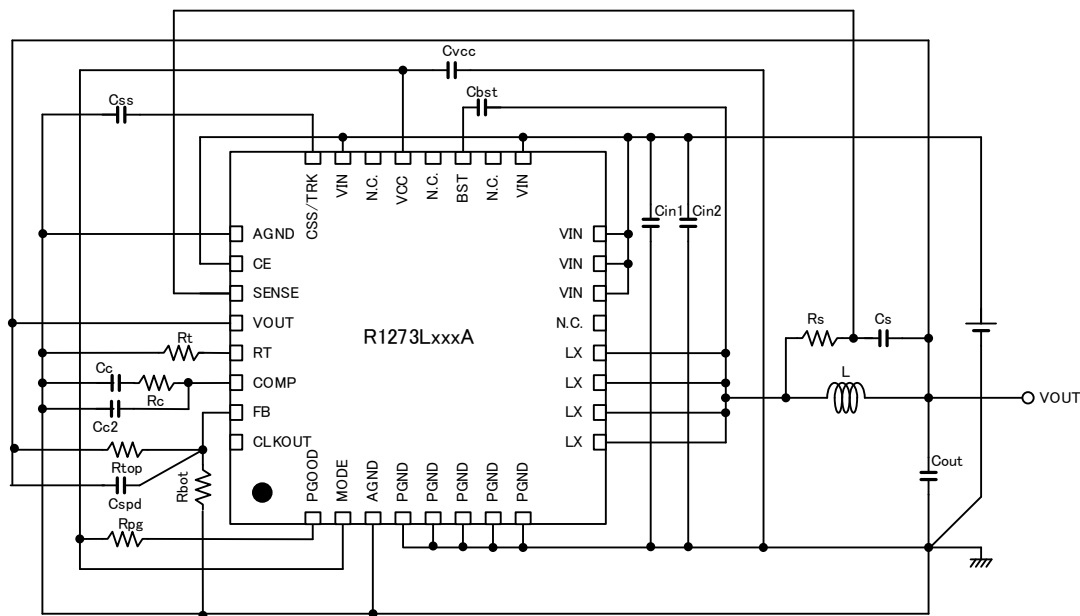 Cvcc
Cbst
Css
CSS/TRK
VIN
N.C.
VCC
N.C.
BST
N.C.
VIN
Cin1
Cin2
AGND
CE
SENSE
VOUT
RT
COMP
FB
CLKOUT
R1273LxxxA
VIN
VIN
VIN
N.C.
LX
LX
LX
LX
Rs
Cs
L
VOUT
Cout
Rt
Cc
Rc
Cc2
Rtop
Cspd
Rbot
Rpg
PGOOD
MODE
AGND
PGND
PGND
PGND
PGND
PGND